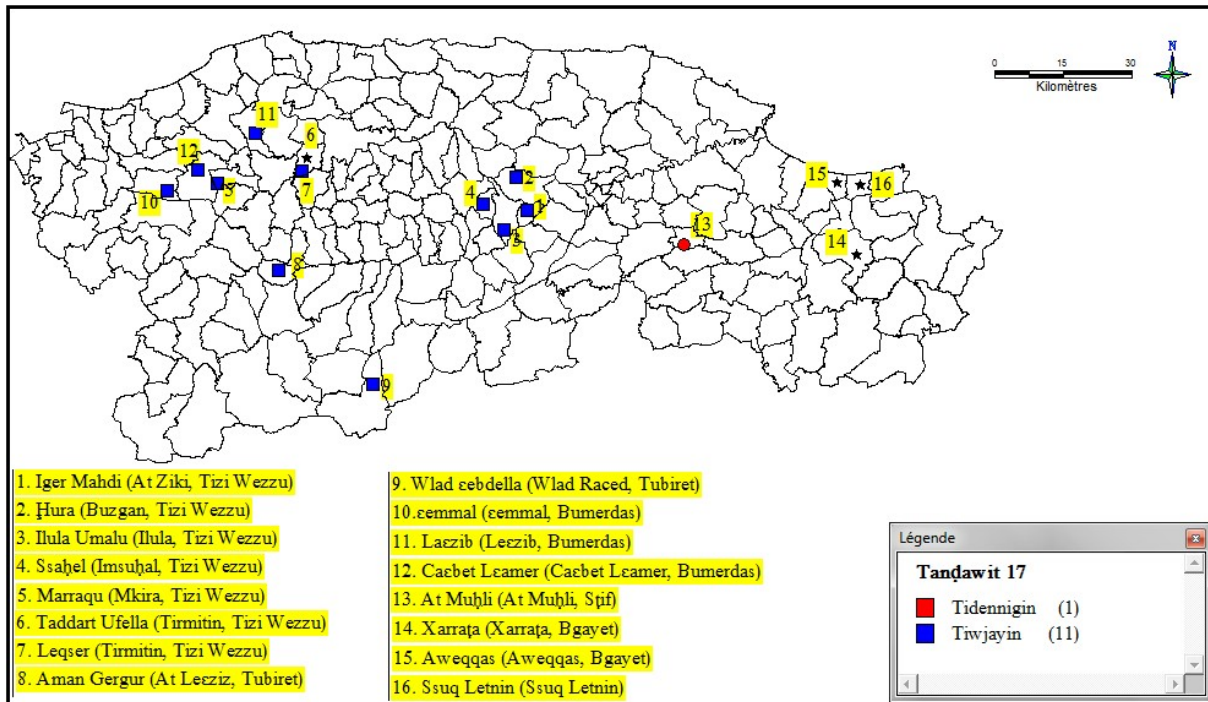 N
0 15 30
Kilomètres
11
6
12
5
10
7
2
4
1
3
8
9
13
15
16
14
1. Iger Mahdi (At Ziki, Tizi Wezzu)
2. Ḥura (Buzgan, Tizi Wezzu)
3. Ilula Umalu (Ilula, Tizi Wezzu)
4. Ssaḥel (Imsuḥal, Tizi Wezzu)
5. Marraqu (Mkira, Tizi Wezzu)
6. Taddart Ufella (Tirmitin, Tizi Wezzu)
7. Leqser (Tirmitin, Tizi Wezzu)
8. Aman Gergur (At Leɛziz, Tubiret)
9. Wlad ɛebdella (Wlad Raced, Tubiret)
10.ɛemmal (ɛemmal, Bumerdas)
11. Laɛzib (Leɛzib, Bumerdas)
12. Caɛbet Lɛamer (Caɛbet Lɛamer, Bumerdas)
13. At Muḥli (At Muḥli, Sṭif)
14. Xarraṭa (Xarraṭa, Bgayet)
15. Aweqqas (Aweqqas, Bgayet)
16. Ssuq Letnin (Ssuq Letnin)
Légende
Tanḍawit 17
Tidennigin (1)
Tiwjayin (11)